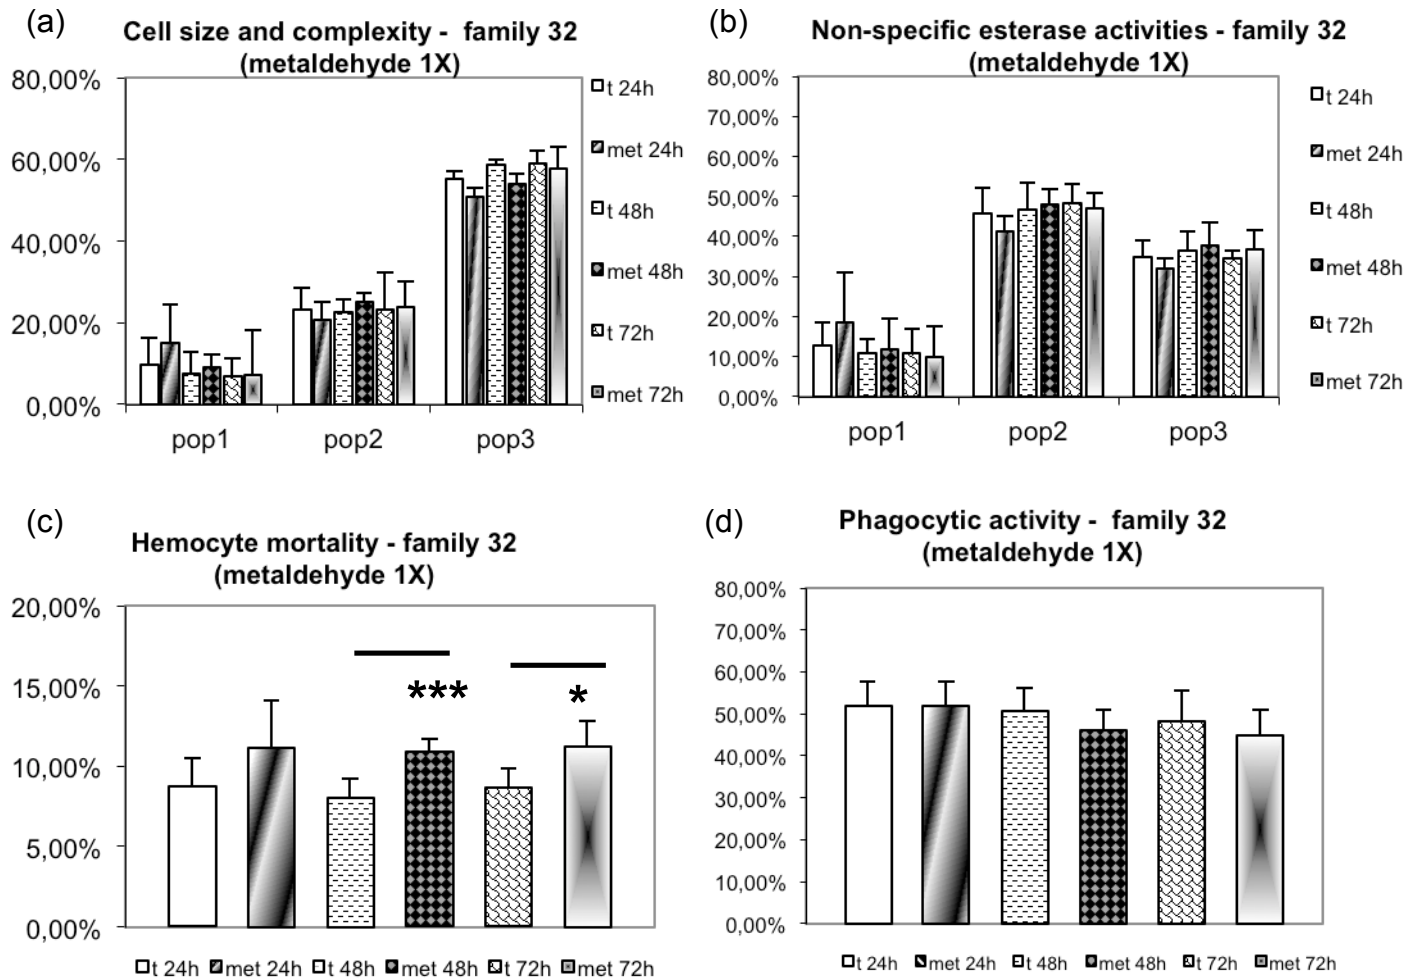 (a)
Cell size and complexity - family 32
(metaldehyde 1X)
80,00%
60,00%
40,00%
20,00%
0,00%
pop1 pop2 pop3
t 24h
met 24h
t 48h
met 48h
t 72h
met 72h
(b)
Non-specific esterase activities - family 32
(metaldehyde 1X)
80,00%
70,00%
60,00%
50,00%
40,00%
30,00%
20,00%
10,00%
0,00%
pop1 pop2 pop3
t 24h
met 24h
t 48h
met 48h
t 72h
met 72h
(c)
Hemocyte mortality - family 32
(metaldehyde 1X)
20,00%
15,00%
10,00%
5,00%
0,00%
***
*
t 24h met 24h t 48h met 48h t 72h met 72h
(d)
Phagocytic activity - family 32
(metaldehyde 1X)
80,00%
70,00%
60,00%
50,00%
40,00%
30,00%
20,00%
10,00%
0,00%
t 24h met 24h t 48h met 48h t 72h met 72h